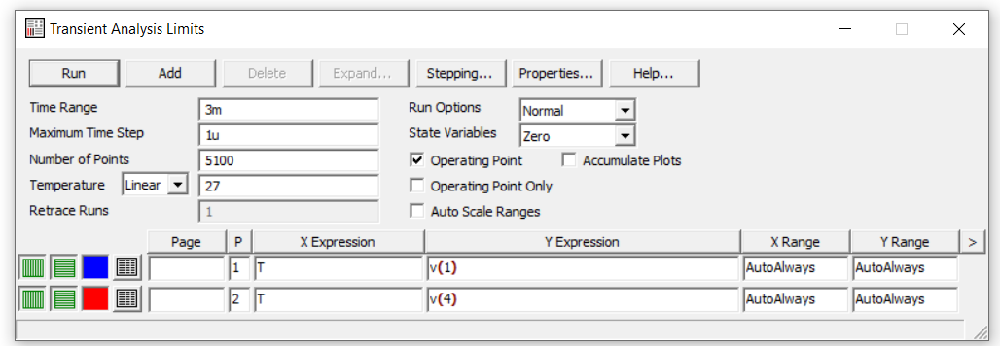 Transient Analysis Limits
Run Add Delete Expand... Stepping... Properties... Help...
Time Range 3m Run Options Normal
Maximum Time Step 1u State Variables Zero
Number of Points 5100 Operating Point Accumulate Plots
Temperature Linear 27 Operating Point Only
Retrace Runs 1 Auto Scale Ranges
Page P X Expression Y Expression X Range Y Range >
1 T v(1) AutoAlways AutoAlways
2 T v(4) AutoAlways AutoAlways